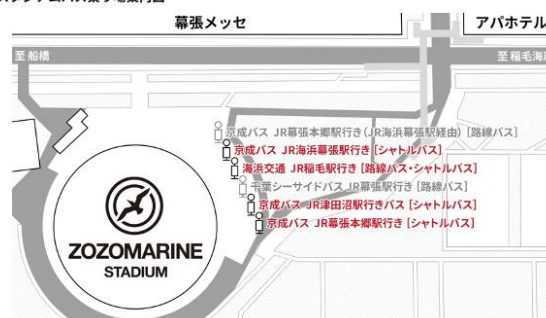 幕張メッセ
アパホテル
至 船橋
至 稲毛海
京成バス JR幕張本郷駅行き(JR海浜幕張駅経由) [路線バス]
京成バス JR海浜幕張駅行き [シャトルバス]
海浜交通 JR稲毛駅行き [路線バス・シャトルバス]
千葉シーサイドバス JR幕張駅行き [路線バス]
京成バス JR津田沼駅行きバス [シャトルバス]
京成バス JR幕張本郷駅行き [シャトルバス]
ZOZOMARINE
STADIUM